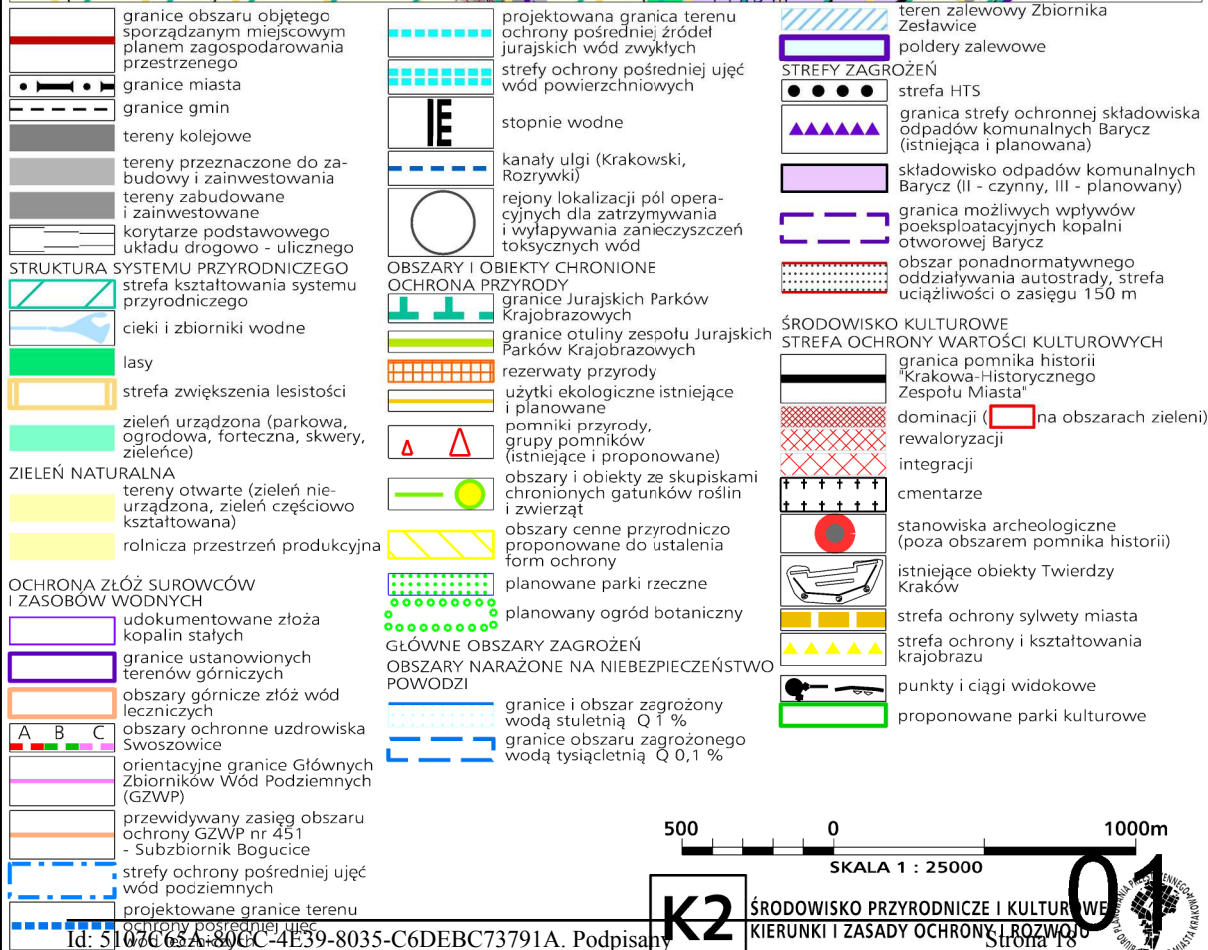 granice obszaru objętego
sporządzanym miejscowym
planem zagospodarowania
przestrzenego
granice miasta
granice gmin
tereny kolejowe
tereny przeznaczone do za-
budowy i zainwestowania
tereny zabudowane
i zainwestowane
korytarze podstawowego
układu drogowo - ulicznego
STRUKTURA SYSTEMU PRZYRODNICZEGO
strefa kształtowania systemu
przyrodniczego
cieki i zbiorniki wodne
lasy
strefa zwiększenia lesistości
zieleń urządzona (parkowa,
ogrodowa, forteczna, skwery,
zieleńce)
ZIELEŃ NATURALNA
tereny otwarte (zieleń nie-
urządzona, zieleń częściowo
kształtowana)
rolnicza przestrzeń produkcyjna
OCHRONA ZŁÓŻ SUROWCÓW
I ZASOBÓW WODNYCH
udokumentowane złoża
kopalin stałych
granice ustanowionych
terenów górniczych
obszary górnicze złóż wód
leczniczych
A B C
obszary ochronne uzdrowiska
Swoszowice
orientacyjne granice Głównych
Zbiorników Wód Podziemnych
(GZWP)
przewidywany zasięg obszaru
ochrony GZWP nr 451
- Subzbiornik Bogucice
strefy ochrony pośredniej ujęć
wód podziemnych
projektowane granice terenu
ochrony pośredniej ujęć
projektowana granica terenu
ochrony pośredniej źródeł
jurajskich wód zwykłych
strefy ochrony pośredniej ujęć
wód powierzchniowych
stopnie wodne
kanały ulgi (Krakowski,
Rozrywki)
rejony lokalizacji pól opera-
cyjnych dla zatrzymywania
i wyłapywania zanieczyszczeń
toksycznych wód
OBSZARY I OBIEKTY CHRONIONE
OCHRONA PRZYRODY
granice Jurajskich Parków
Krajobrazowych
granice otuliny zespołu Jurajskich
Parków Krajobrazowych
rezerwaty przyrody
użytki ekologiczne istniejące
i planowane
pomniki przyrody,
grupy pomników
(istniejące i proponowane)
obszary i obiekty ze skupiskami
chronionych gatunków roślin
i zwierząt
obszary cenne przyrodniczo
proponowane do ustalenia
form ochrony
planowane parki rzeczne
planowany ogród botaniczny
GŁÓWNE OBSZARY ZAGROŻEŃ
OBSZARY NARAŻONE NA NIEBEZPIECZEŃSTWO
POWODZI
granice i obszar zagrożony
wodą stuletnią Q 1 %
granice obszaru zagrożonego
wodą tysiącletnią Q 0,1 %
teren zalewowy Zbiornika
Zesławice
poldery zalewowe
STREFY ZAGROŻEŃ
strefa HTS
granica strefy ochronnej składowiska
odpadów komunalnych Barycz
(istniejąca i planowana)
składowisko odpadów komunalnych
Barycz (II - czynny, III - planowany)
granica możliwych wpływów
poeksploatacyjnych kopalni
otworowej Barycz
obszar ponadnormatywnego
oddziaływania autostrady, strefa
uciążliwości o zasięgu 150 m
ŚRODOWISKO KULTUROWE
STREFA OCHRONY WARTOŚCI KULTUROWYCH
granica pomnika historii
"Krakowa-Historycznego
Zespołu Miasta"
dominacji ( na obszarach zieleni)
rewaloryzacji
integracji
cmentarze
stanowiska archeologiczne
(poza obszarem pomnika historii)
istniejące obiekty Twierdzy
Kraków
strefa ochrony sylwety miasta
strefa ochrony i kształtowania
krajobrazu
punkty i ciągi widokowe
proponowane parki kulturowe
500 0 1000m
SKALA 1 : 25000
K2
ŚRODOWISKO PRZYRODNICZE I KULTUROWE
KIERUNKI I ZASADY OCHRONY I ROZWOJU
01
Id: 5107C68A-80CC-4E39-8035-C6DEBC73791A. Podpisany
Strona 18